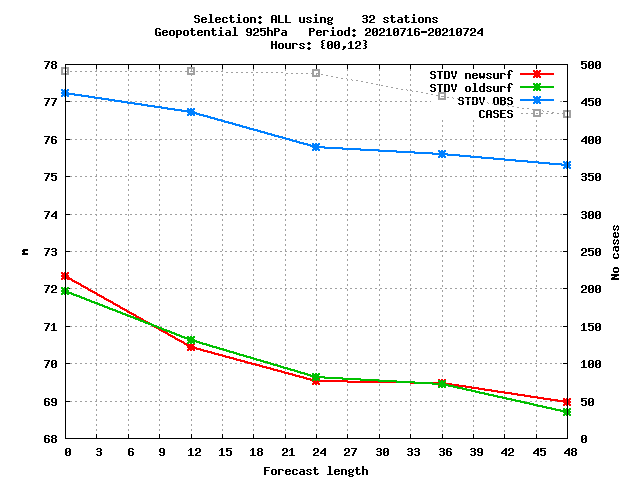 Selection: ALL using    32 stations
Geopotential 925hPa   Period: 20210716-20210724
Hours: {00,12}
78 500
STDV newsurf
STDV oldsurf
STDV OBS
CASES
77 450
76 400
75 350
74 300
73 250
m
No cases
72 200
71 150
70 100
69 50
68 0
0 3 6 9 12 15 18 21 24 27 30 33 36 39 42 45 48
Forecast length